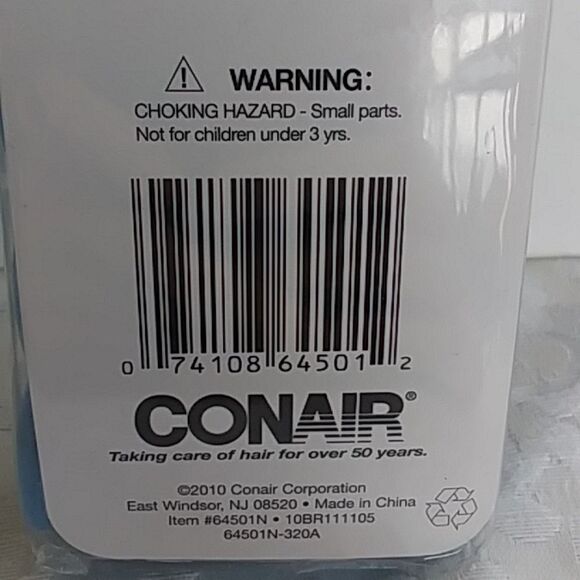 WARNING:
CHOKING HAZARD - Small parts.
Not for children under 3 yrs.
0 74108 64501 2
CONAIR®
Taking care of hair for over 50 years.
©2010 Conair Corporation
East Windsor, NJ 08520 • Made in China
Item #64501N • 10BR111105
64501N-320A